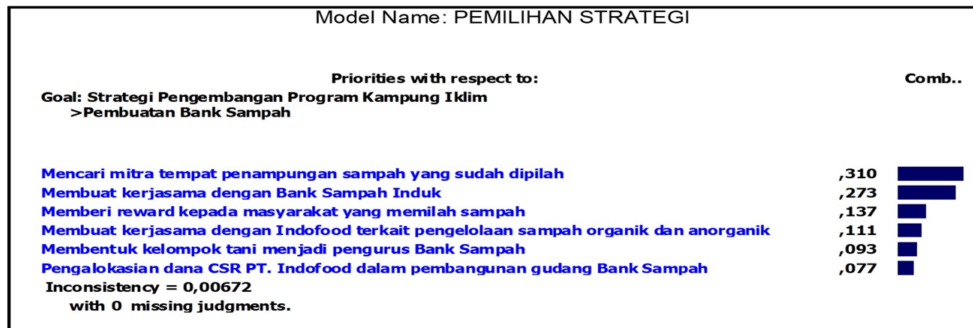 Model Name: PEMILIHAN STRATEGI
Priorities with respect to: Comb..
Goal: Strategi Pengembangan Program Kampung Iklim
>Pembuatan Bank Sampah
Mencari mitra tempat penampungan sampah yang sudah dipilah ,310
Membuat kerjasama dengan Bank Sampah Induk ,273
Memberi reward kepada masyarakat yang memilah sampah ,137
Membuat kerjasama dengan Indofood terkait pengelolaan sampah organik dan anorganik ,111
Membentuk kelompok tani menjadi pengurus Bank Sampah ,093
Pengalokasian dana CSR PT. Indofood dalam pembangunan gudang Bank Sampah ,077
Inconsistency = 0,00672
with 0 missing judgments.